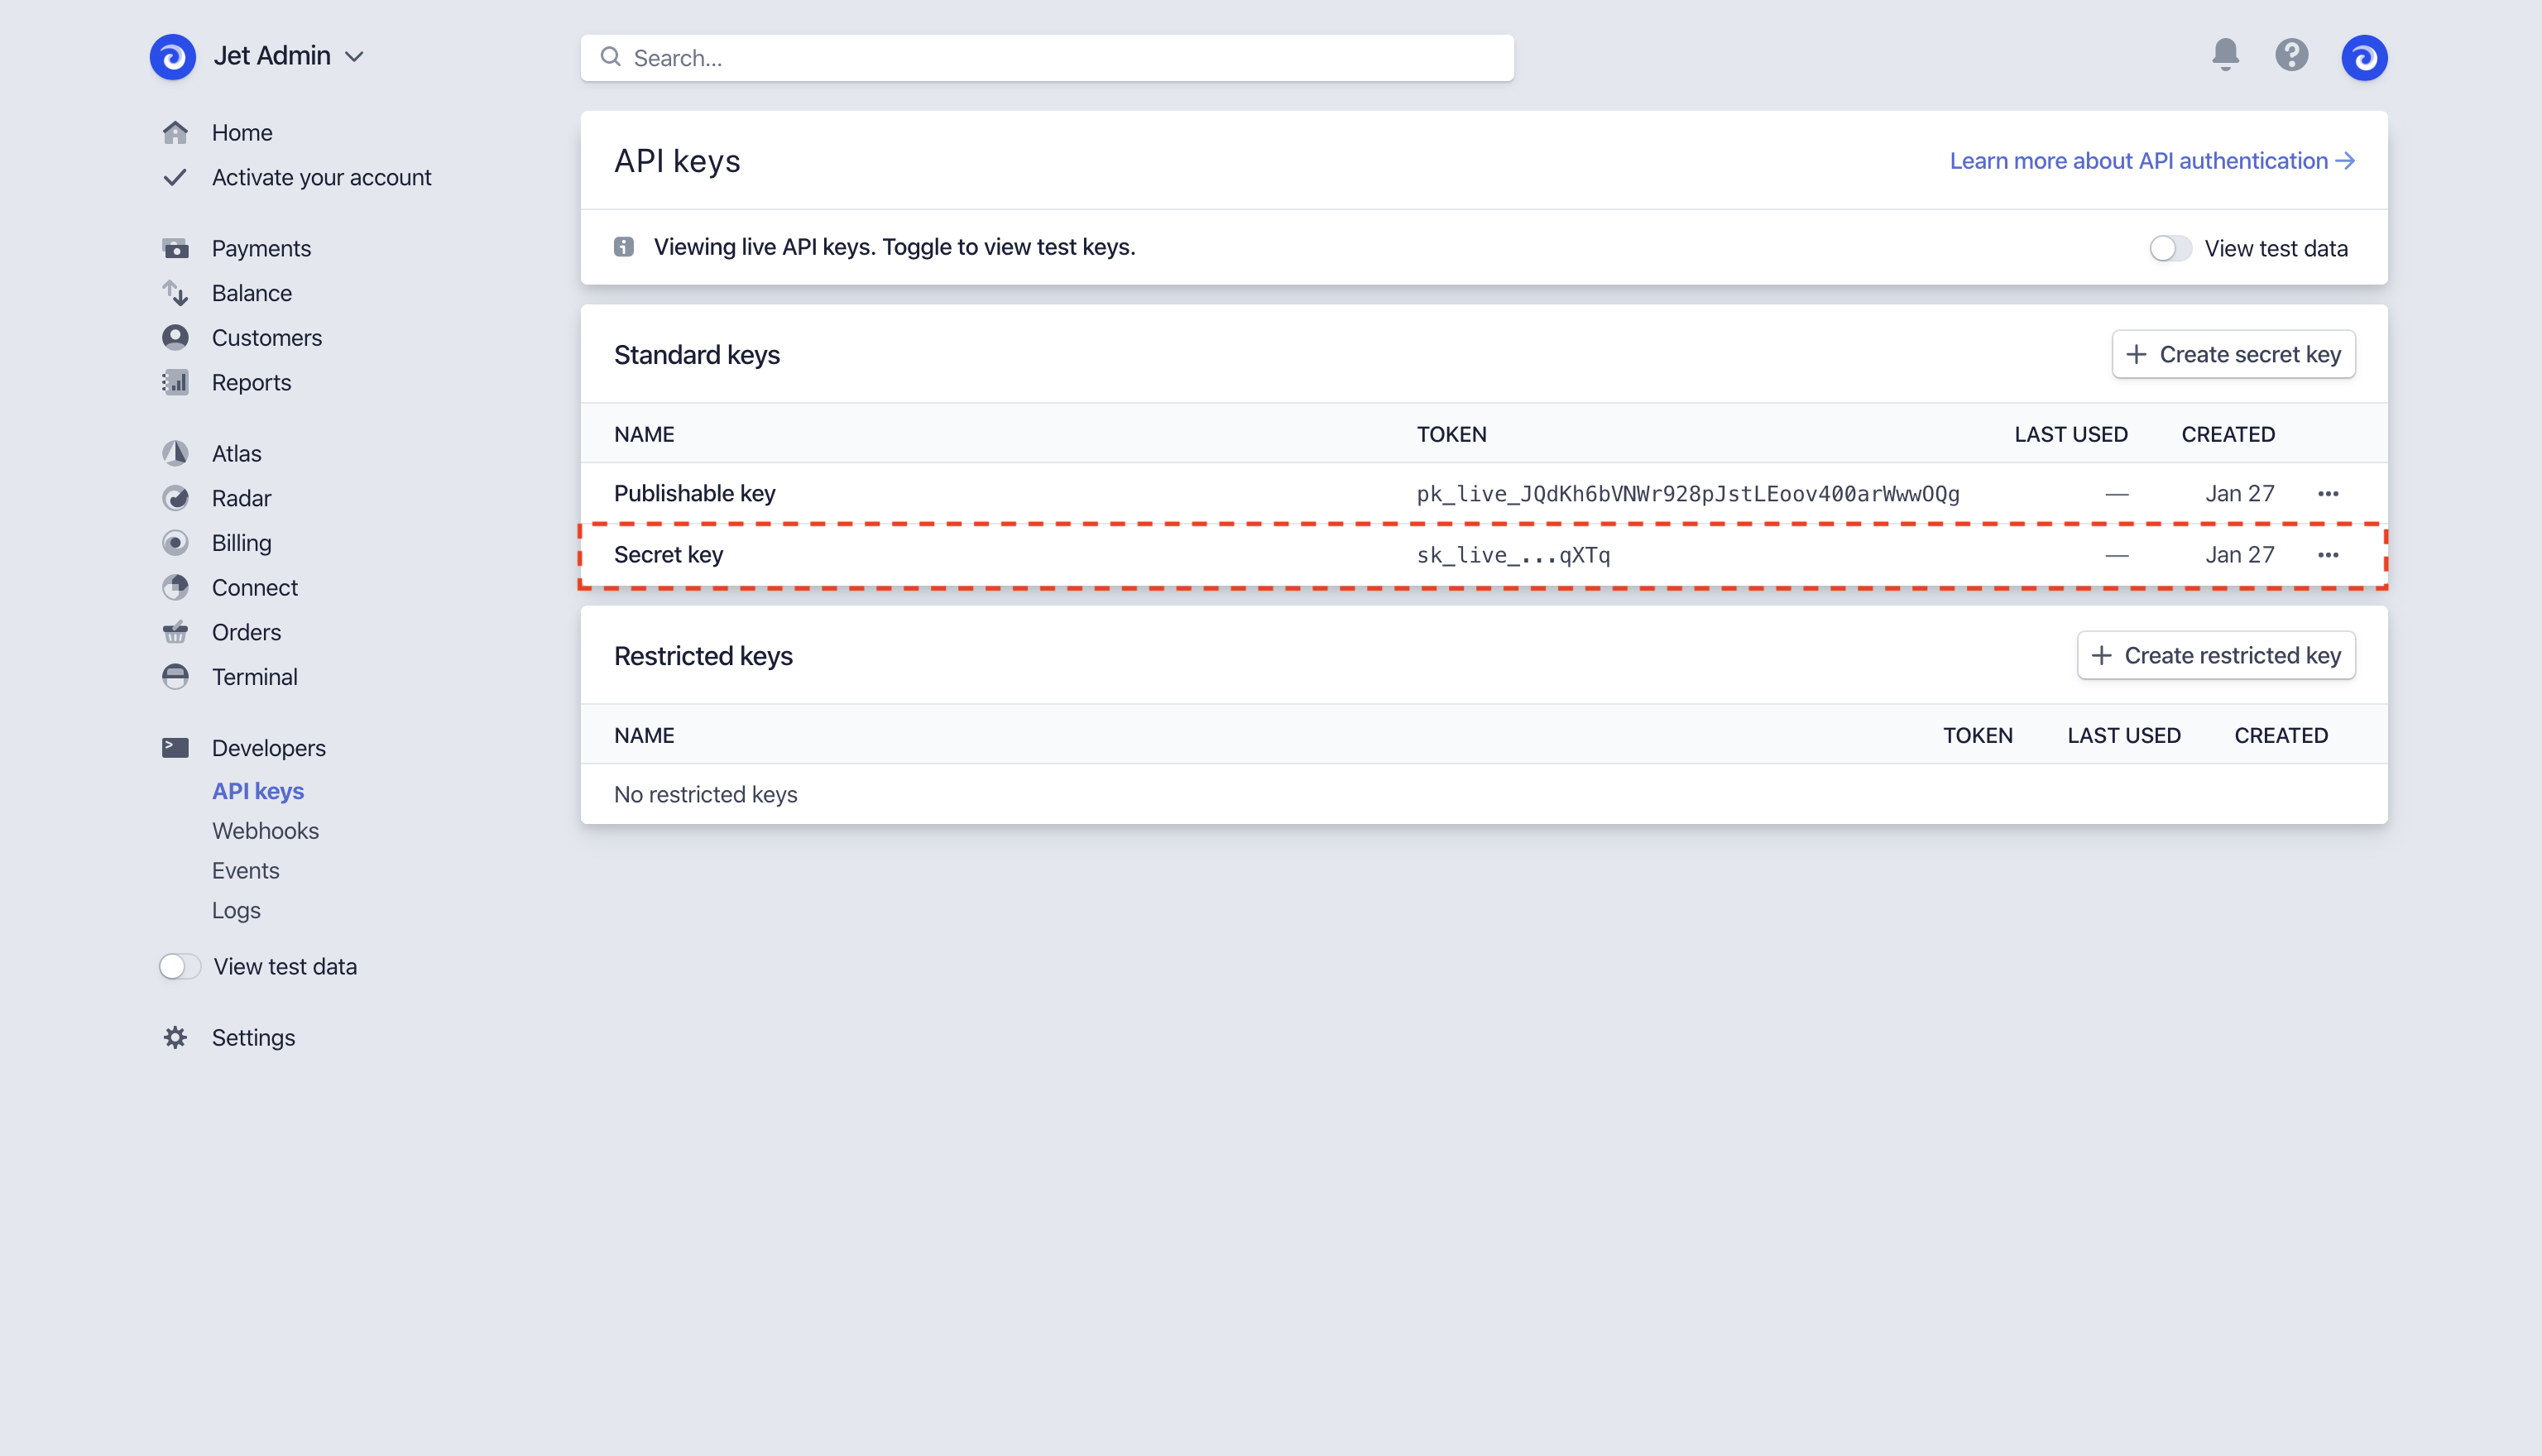 Jet Admin
Search...
Home
Activate your account
Payments
Balance
Customers
Reports
Atlas
Radar
Billing
Connect
Orders
Terminal
Developers
API keys
Webhooks
Events
Logs
View test data
Settings
API keys
Learn more about API authentication
Viewing live API keys. Toggle to view test keys.
View test data
Standard keys
Create secret key
NAME TOKEN LAST USED CREATED
Publishable key pk_live_JQdKh6bVNWr928pJstLEoov400arWwwOQg — Jan 27
Secret key sk_live_...qXTq — Jan 27
Restricted keys
Create restricted key
NAME TOKEN LAST USED CREATED
No restricted keys